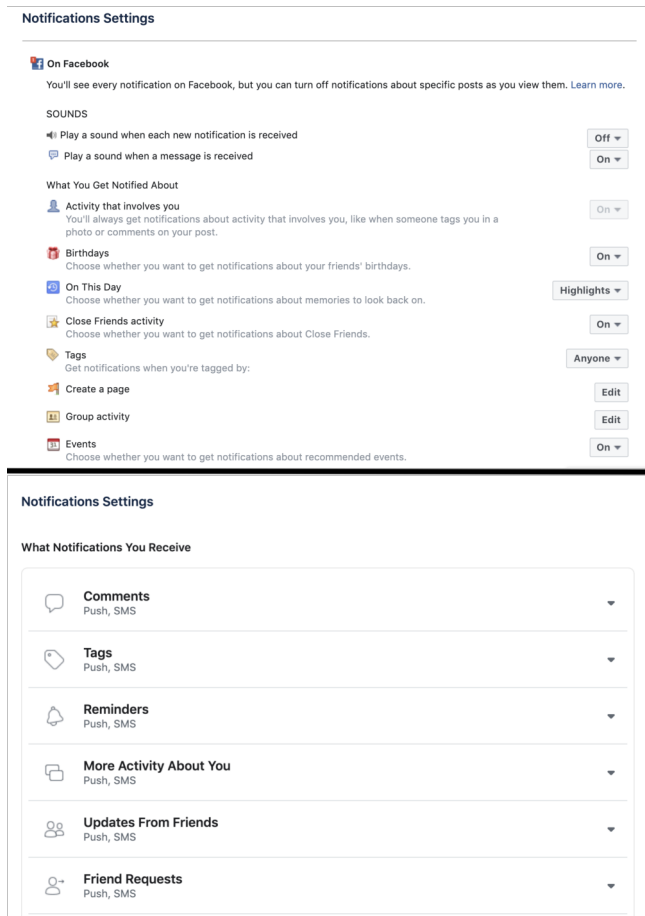 Notifications Settings
On Facebook
You'll see every notification on Facebook, but you can turn off notifications about specific posts as you view them. Learn more.
SOUNDS
Play a sound when each new notification is received
Off
Play a sound when a message is received
On
What You Get Notified About
Activity that involves you
On
You'll always get notifications about activity that involves you, like when someone tags you in a
photo or comments on your post.
Birthdays
On
Choose whether you want to get notifications about your friends' birthdays.
On This Day
Highlights
Choose whether you want to get notifications about memories to look back on.
Close Friends activity
On
Choose whether you want to get notifications about Close Friends.
Tags
Anyone
Get notifications when you're tagged by:
Create a page
Edit
Group activity
Edit
Events
On
Choose whether you want to get notifications about recommended events.
Notifications Settings
What Notifications You Receive
Comments
Push, SMS
Tags
Push, SMS
Reminders
Push, SMS
More Activity About You
Push, SMS
Updates From Friends
Push, SMS
Friend Requests
Push, SMS